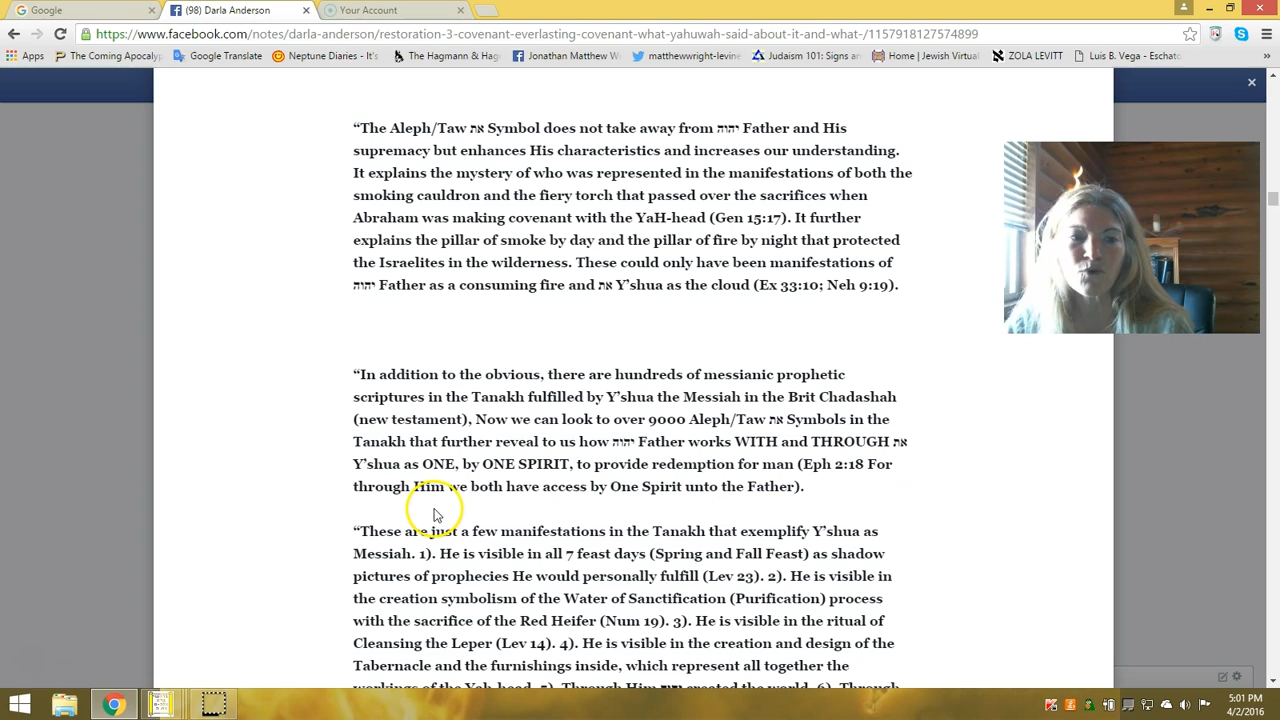 Google
(98) Darla Anderson
Your Account
https://www.facebook.com/notes/darla-anderson/restoration-3-covenant-everlasting-covenant-what-yahuwah-said-about-it-and-what-/1157918127574899
The Coming Apocalyp
Google Translate
Neptune Diaries - It's
The Hagmann & Hag
Jonathan Matthew W
matthewwright-levine
Judaism 101: Signs an
Home | Jewish Virtual
ZOLA LEVITT
Luis B. Vega - Eschato
“The Aleph/Taw את Symbol does not take away from יהוה Father and His
supremacy but enhances His characteristics and increases our understanding.
It explains the mystery of who was represented in the manifestations of both the
smoking cauldron and the fiery torch that passed over the sacrifices when
Abraham was making covenant with the YaH-head (Gen 15:17). It further
explains the pillar of smoke by day and the pillar of fire by night that protected
the Israelites in the wilderness. These could only have been manifestations of
יהוה Father as a consuming fire and את Y’shua as the cloud (Ex 33:10; Neh 9:19).
“In addition to the obvious, there are hundreds of messianic prophetic
scriptures in the Tanakh fulfilled by Y’shua the Messiah in the Brit Chadashah
(new testament), Now we can look to over 9000 Aleph/Taw את Symbols in the
Tanakh that further reveal to us how יהוה Father works WITH and THROUGH את
Y’shua as ONE, by ONE SPIRIT, to provide redemption for man (Eph 2:18 For
through Him we both have access by One Spirit unto the Father).
“These are just a few manifestations in the Tanakh that exemplify Y’shua as
Messiah. 1). He is visible in all 7 feast days (Spring and Fall Feast) as shadow
pictures of prophecies He would personally fulfill (Lev 23). 2). He is visible in
the creation symbolism of the Water of Sanctification (Purification) process
with the sacrifice of the Red Heifer (Num 19). 3). He is visible in the ritual of
Cleansing the Leper (Lev 14). 4). He is visible in the creation and design of the
Tabernacle and the furnishings inside, which represent all together the
workings of the Yah-head. 5). Through Him יהוה created the world. 6). Though
5:01 PM
4/2/2016